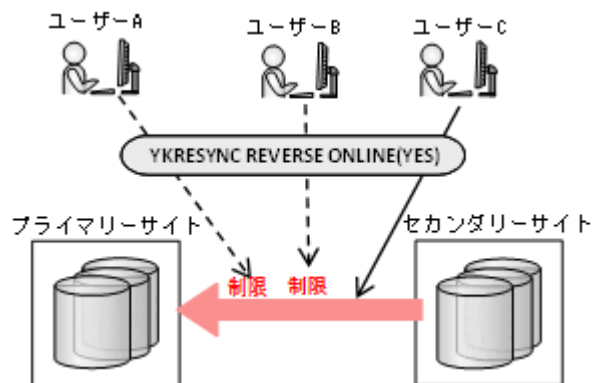 ユーザーA
ユーザーB
ユーザーC
YKRESYNC REVERSE ONLINE(YES)
プライマリーサイト
セカンダリーサイト
制限
制限